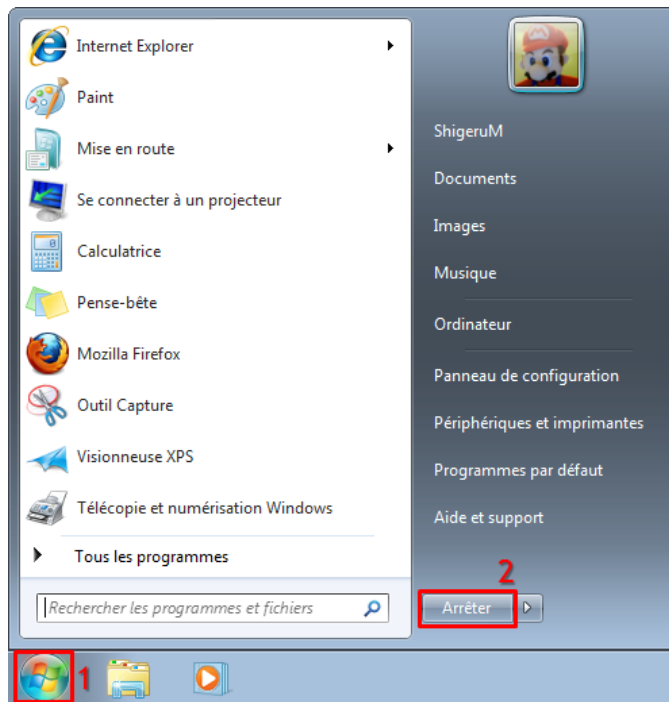 Internet Explorer
Paint
Mise en route
Se connecter à un projecteur
Calculatrice
Pense-bête
Mozilla Firefox
Outil Capture
Visionneuse XPS
Télécopie et numérisation Windows
Tous les programmes
Rechercher les programmes et fichiers
ShigeruM
Documents
Images
Musique
Ordinateur
Panneau de configuration
Périphériques et imprimantes
Programmes par défaut
Aide et support
2
Arrêter
1